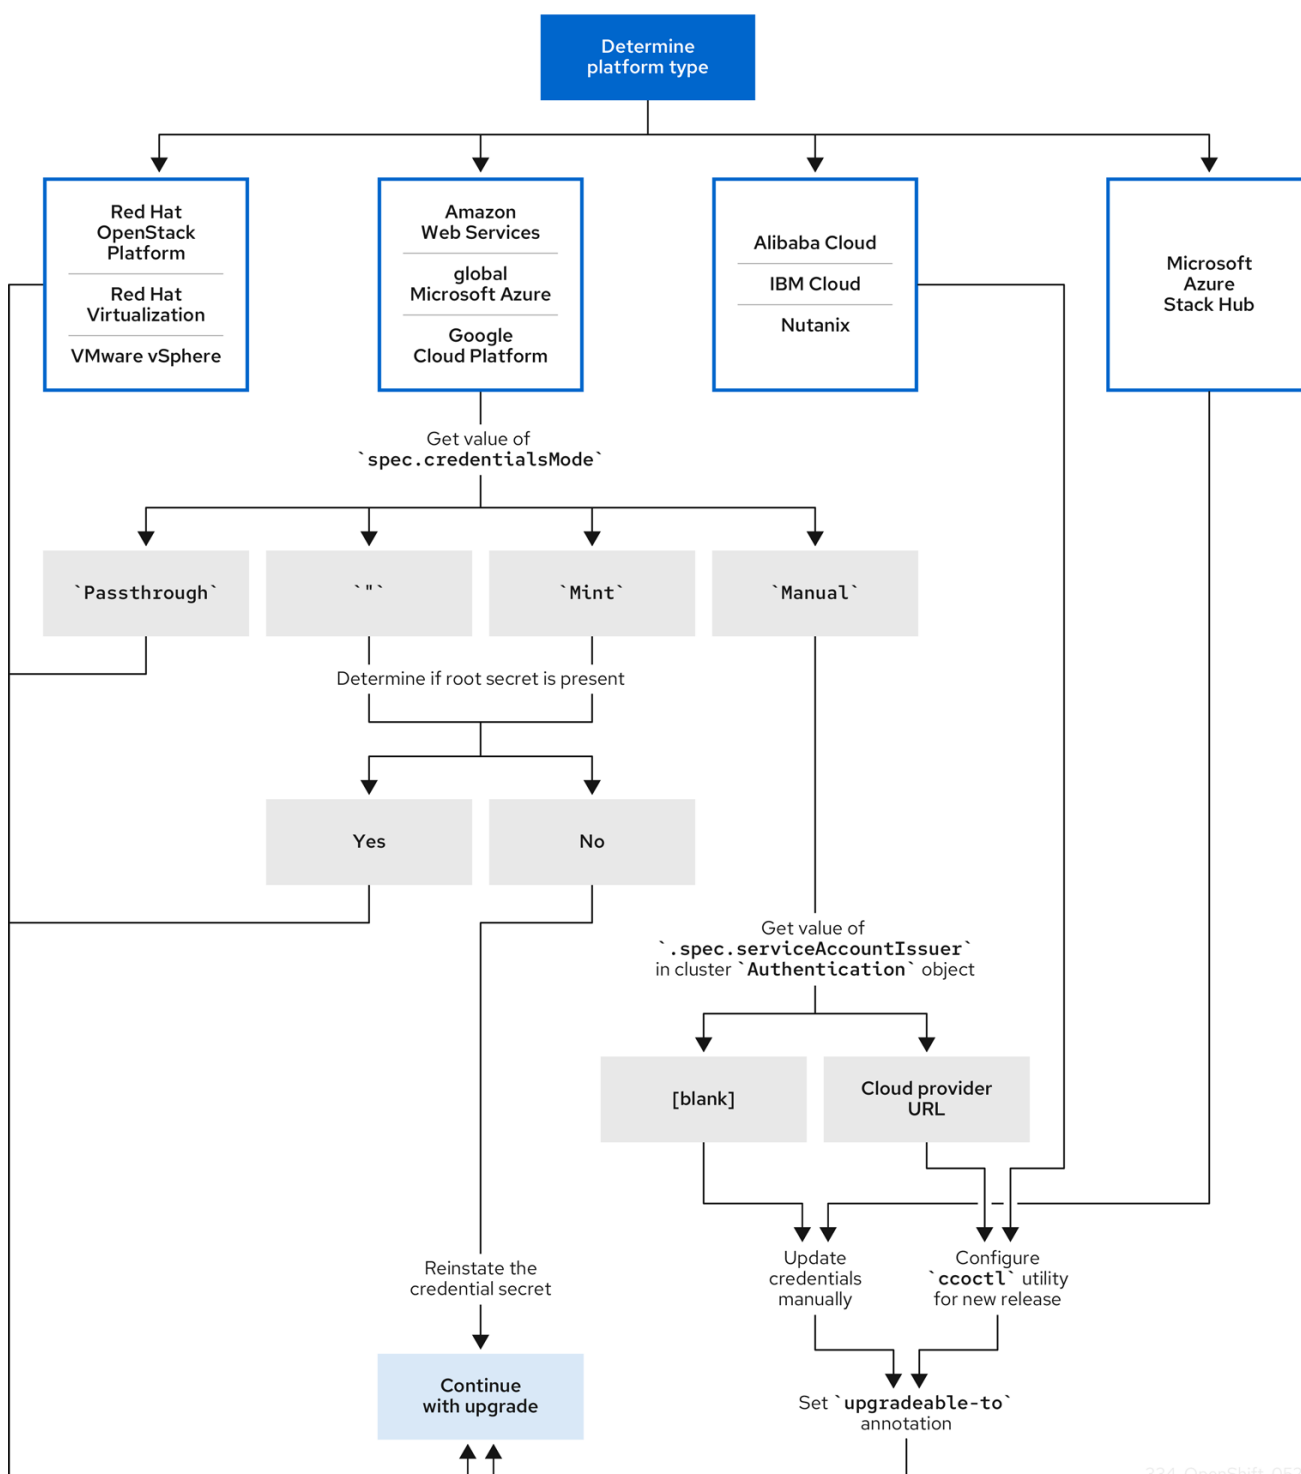 Determine
platform type
Red Hat
OpenStack
Platform
Red Hat
Virtualization
VMware vSphere
Amazon
Web Services
global
Microsoft Azure
Google
Cloud Platform
Alibaba Cloud
IBM Cloud
Nutanix
Microsoft
Azure
Stack Hub
Get value of
`spec.credentialsMode`
`Passthrough`
`"`
`Mint`
`Manual`
Determine if root secret is present
Yes
No
Get value of
`.spec.serviceAccountIssuer`
in cluster `Authentication` object
[blank]
Cloud provider
URL
Reinstate the
credential secret
Update
credentials
manually
Configure
`ccoctl` utility
for new release
Continue
with upgrade
Set `upgradeable-to`
annotation